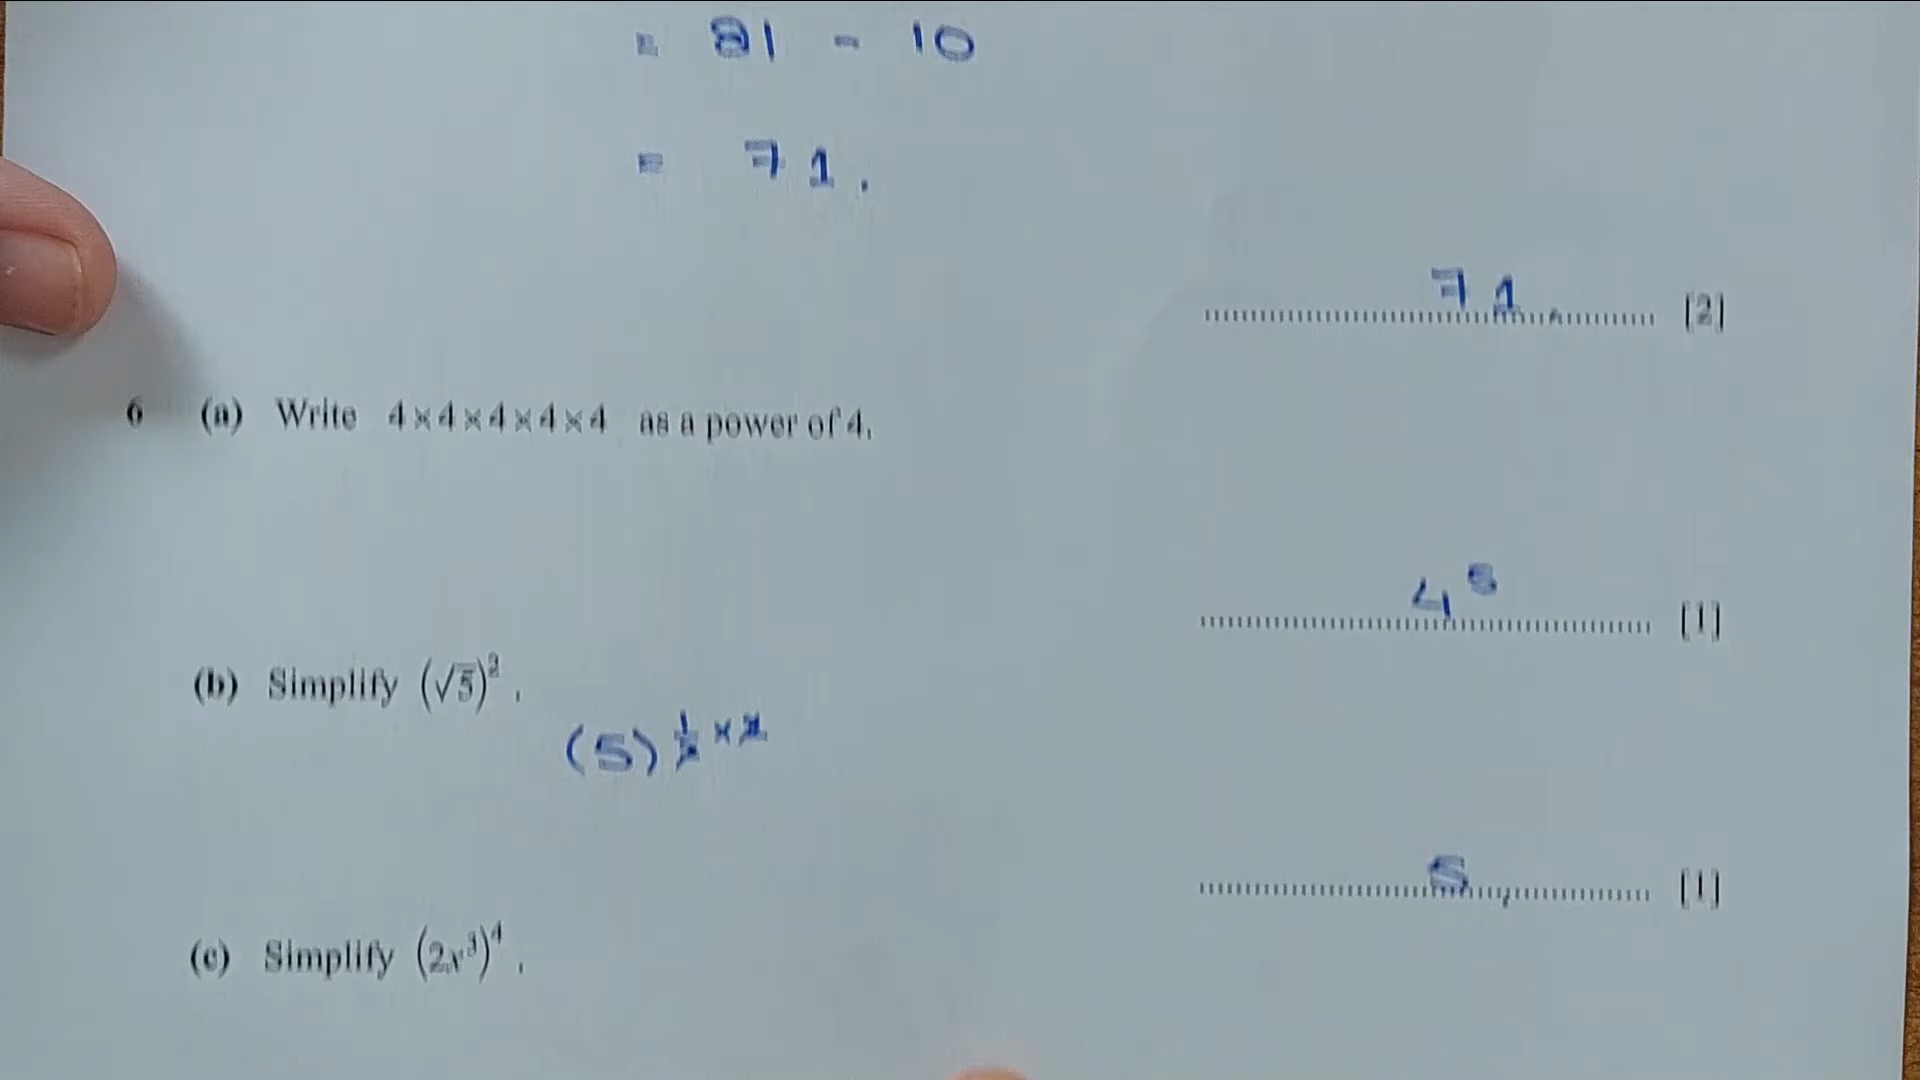 = 81 - 10
= 71.
71. [2]
6 (a) Write 4×4×4×4×4 as a power of 4.
4⁵ [1]
(b) Simplify (√5)².
(5)^½ × 2
5. [1]
(c) Simplify (2x³)⁴.